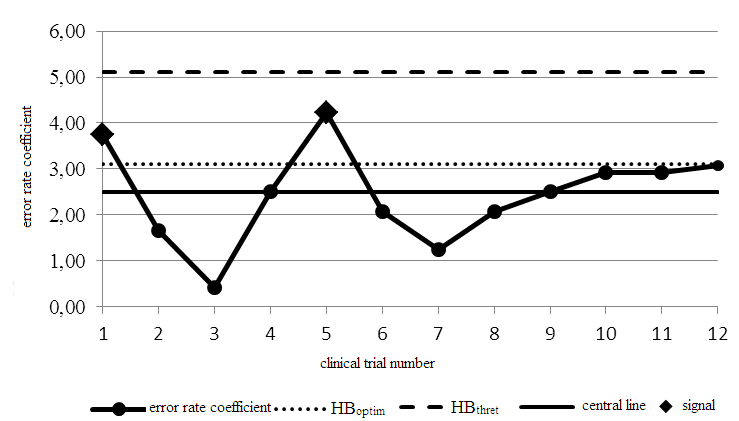 6,00
5,00
4,00
3,00
2,00
1,00
0,00
error rate coefficient
1 2 3 4 5 6 7 8 9 10 11 12
clinical trial number
error rate coefficient HBoptim HBthret central line signal